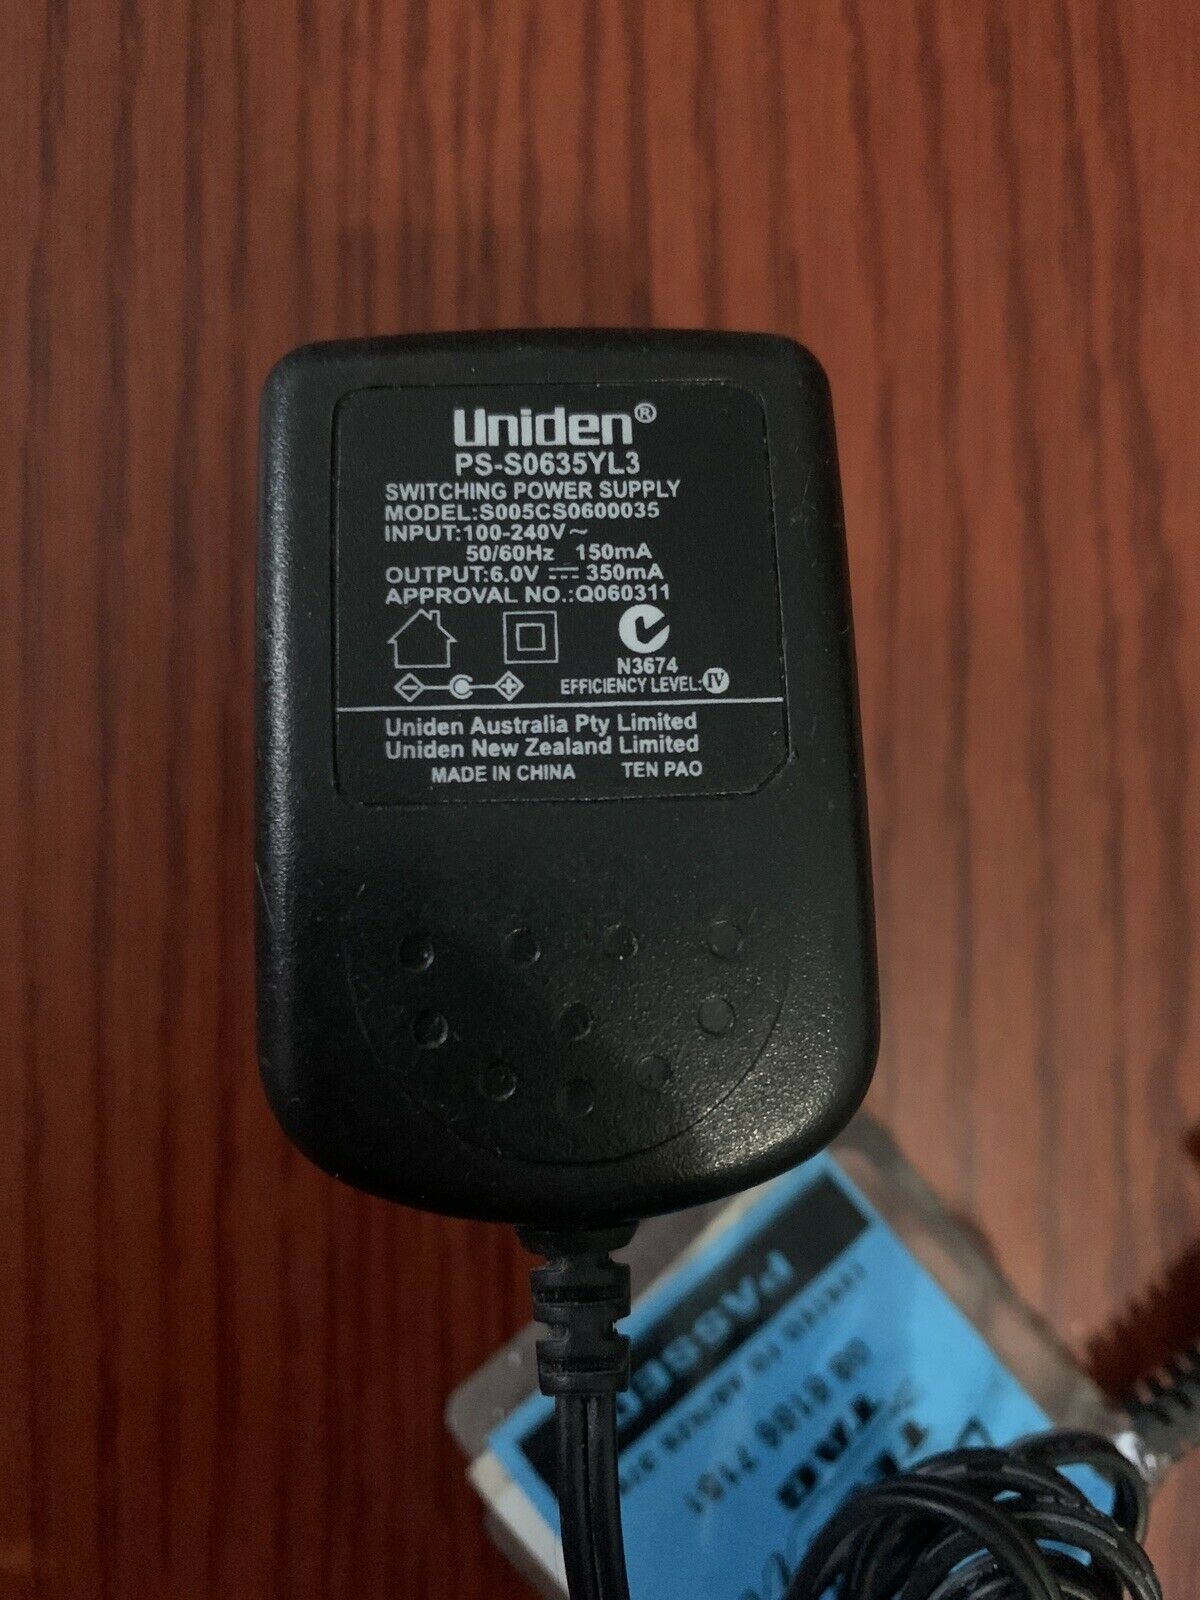 Uniden®
PS-S0635YL3
SWITCHING POWER SUPPLY
MODEL:S005CS0600035
INPUT:100-240V~
50/60Hz 150mA
OUTPUT:6.0V ⎓ 350mA
APPROVAL NO.:Q060311
N3674
EFFICIENCY LEVEL:IV
Uniden Australia Pty Limited
Uniden New Zealand Limited
MADE IN CHINA TEN PAO
TAG